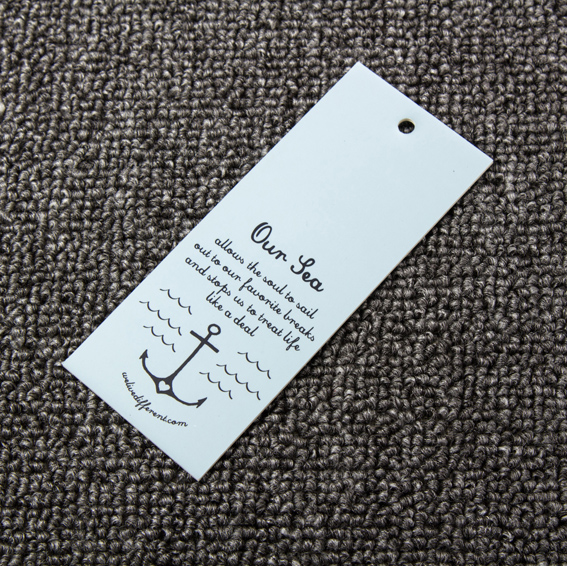 Our Sea
allows the soul to sail
out to our favorite breaks
and stops us to treat life
like a deal
welivedifferent.com